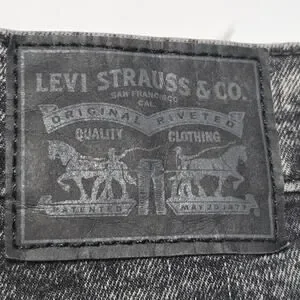 LEVI STRAUSS & CO.
SAN FRANCISCO
CAL.
ORIGINAL RIVETED
QUALITY CLOTHING
PATENTED MAY 20 1873